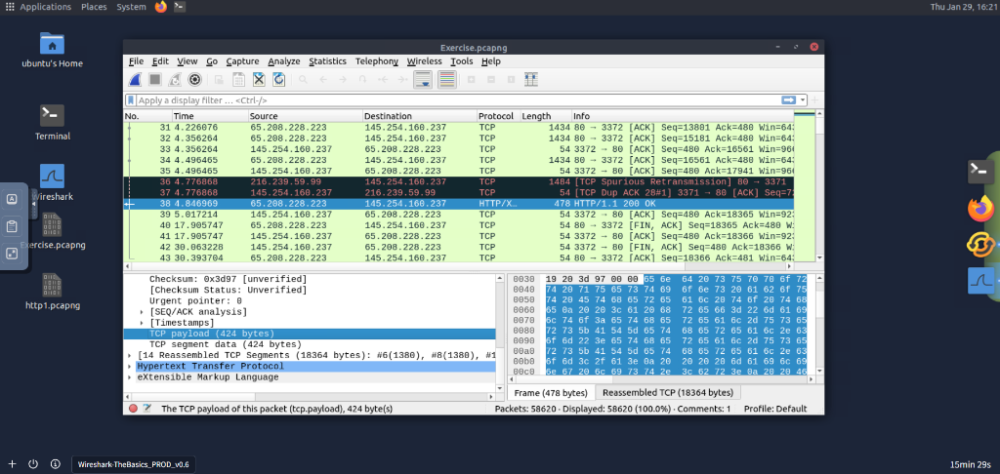 Applications Places System Thu Jan 29, 16:21
ubuntu's Home
Terminal
Wireshark
Exercise.pcapng
http1.pcapng
Exercise.pcapng
File Edit View Go Capture Analyze Statistics Telephony Wireless Tools Help
Apply a display filter ... <Ctrl-/>
No. Time Source Destination Protocol Length Info
31 4.226076 65.208.228.223 145.254.160.237 TCP 1434 80 → 3372 [ACK] Seq=13801 Ack=480 Win=643
32 4.356264 65.208.228.223 145.254.160.237 TCP 1434 80 → 3372 [ACK] Seq=15181 Ack=480 Win=643
33 4.356264 145.254.160.237 65.208.228.223 TCP 54 3372 → 80 [ACK] Seq=480 Ack=16561 Win=966
34 4.496465 65.208.228.223 145.254.160.237 TCP 1434 80 → 3372 [ACK] Seq=16561 Ack=480 Win=643
35 4.496465 145.254.160.237 65.208.228.223 TCP 54 3372 → 80 [ACK] Seq=480 Ack=17941 Win=966
36 4.776868 216.239.59.99 145.254.160.237 TCP 1484 [TCP Spurious Retransmission] 80 → 3371
37 4.776868 145.254.160.237 216.239.59.99 TCP 54 [TCP Dup ACK 28#1] 3371 → 80 [ACK] Seq=72
38 4.846969 65.208.228.223 145.254.160.237 HTTP/X… 478 HTTP/1.1 200 OK
39 5.017214 145.254.160.237 65.208.228.223 TCP 54 3372 → 80 [ACK] Seq=480 Ack=18365 Win=923
40 17.905747 65.208.228.223 145.254.160.237 TCP 54 80 → 3372 [FIN, ACK] Seq=18365 Ack=480 W
41 17.905747 145.254.160.237 65.208.228.223 TCP 54 3372 → 80 [ACK] Seq=480 Ack=18366 Win=923
42 30.063228 145.254.160.237 65.208.228.223 TCP 54 3372 → 80 [FIN, ACK] Seq=480 Ack=18366 W
43 30.393704 65.208.228.223 145.254.160.237 TCP 54 80 → 3372 [ACK] Seq=18366 Ack=481 Win=643
Checksum: 0x3d97 [unverified]
[Checksum Status: Unverified]
Urgent pointer: 0
[SEQ/ACK analysis]
[Timestamps]
TCP payload (424 bytes)
TCP segment data (424 bytes)
[14 Reassembled TCP Segments (18364 bytes): #6(1380), #8(1380), #1
Hypertext Transfer Protocol
eXtensible Markup Language
0030 19 20 3d 97 00 00 65 6e 64 20 73 75 70 70 6f 72
0040 74 20 71 75 65 73 74 69 6f 6e 73 20 61 62 6f 75
0050 74 20 45 74 68 65 72 65 61 6c 20 74 6f 20 74 68
0060 65 0a 20 20 3c 61 20 68 72 65 66 3d 22 6d 61 69
0070 6c 74 6f 3a 65 74 68 65 72 65 61 6c 2d 75 73 65
0080 72 73 5b 41 54 5d 65 74 68 65 72 65 61 6c 2e 63
0090 6f 6d 22 3e 65 74 68 65 72 65 61 6c 2d 75 73 65
00a0 72 73 5b 41 54 5d 65 74 68 65 72 65 61 6c 2e 63
00b0 6f 6d 3c 2f 61 3e 0a 20 20 20 20 6d 61 69 6c 69
00c0 6e 67 20 6c 69 73 74 2e 3c 62 72 3e 0a 20 20 46
Frame (478 bytes) Reassembled TCP (18364 bytes)
The TCP payload of this packet (tcp.payload), 424 byte(s) Packets: 58620 · Displayed: 58620 (100.0%) · Comments: 1 Profile: Default
Wireshark-TheBasics_PROD_v0.6 15min 29s